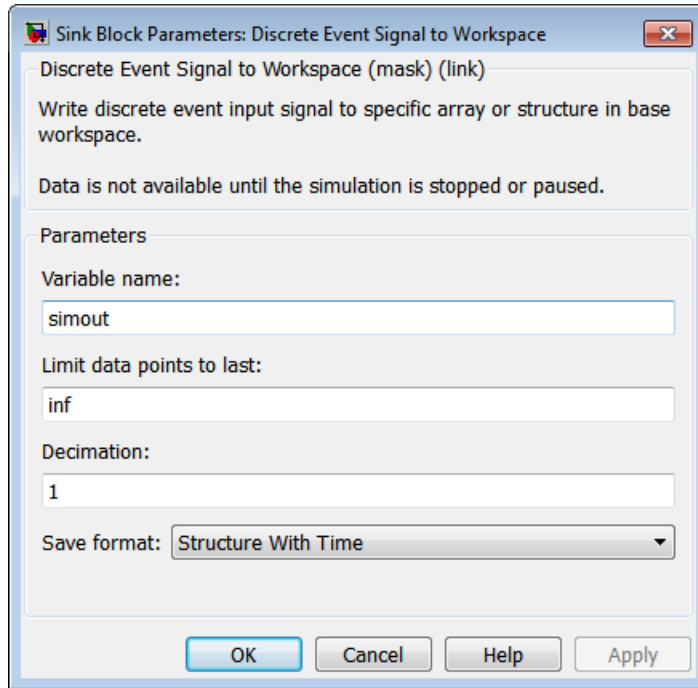 Sink Block Parameters: Discrete Event Signal to Workspace
Discrete Event Signal to Workspace (mask) (link)
Write discrete event input signal to specific array or structure in base
workspace.
Data is not available until the simulation is stopped or paused.
Parameters
Variable name:
simout
Limit data points to last:
inf
Decimation:
1
Save format: Structure With Time
OK Cancel Help Apply